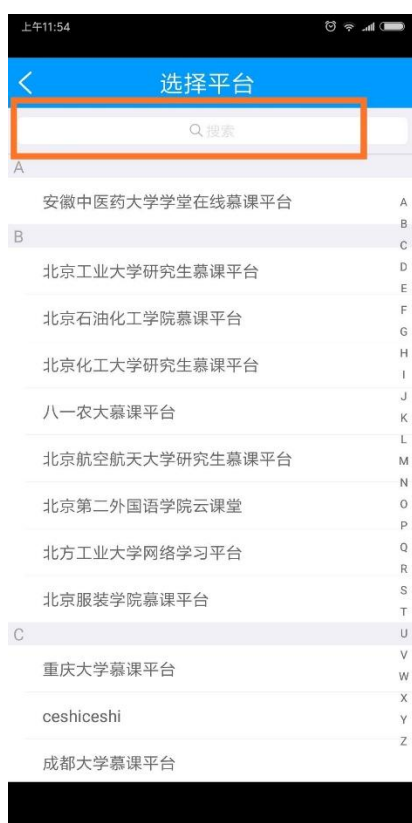 上午11:54
选择平台
搜索
A
安徽中医药大学学堂在线慕课平台
B
北京工业大学研究生慕课平台
北京石油化工学院慕课平台
北京化工大学研究生慕课平台
八一农大慕课平台
北京航空航天大学研究生慕课平台
北京第二外国语学院云课堂
北方工业大学网络学习平台
北京服装学院慕课平台
C
重庆大学慕课平台
ceshiceshi
成都大学慕课平台
A
B
C
D
E
F
G
H
I
J
K
L
M
N
O
P
Q
R
S
T
U
V
W
X
Y
Z